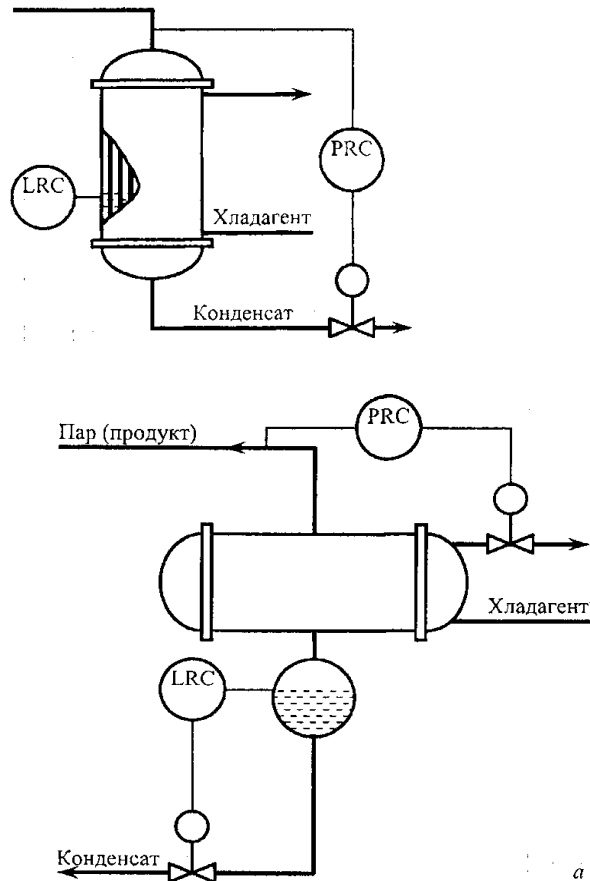 PRC
LRC
Хладагент
Конденсат
Пар (продукт)
PRC
Хладагент
LRC
Конденсат
а